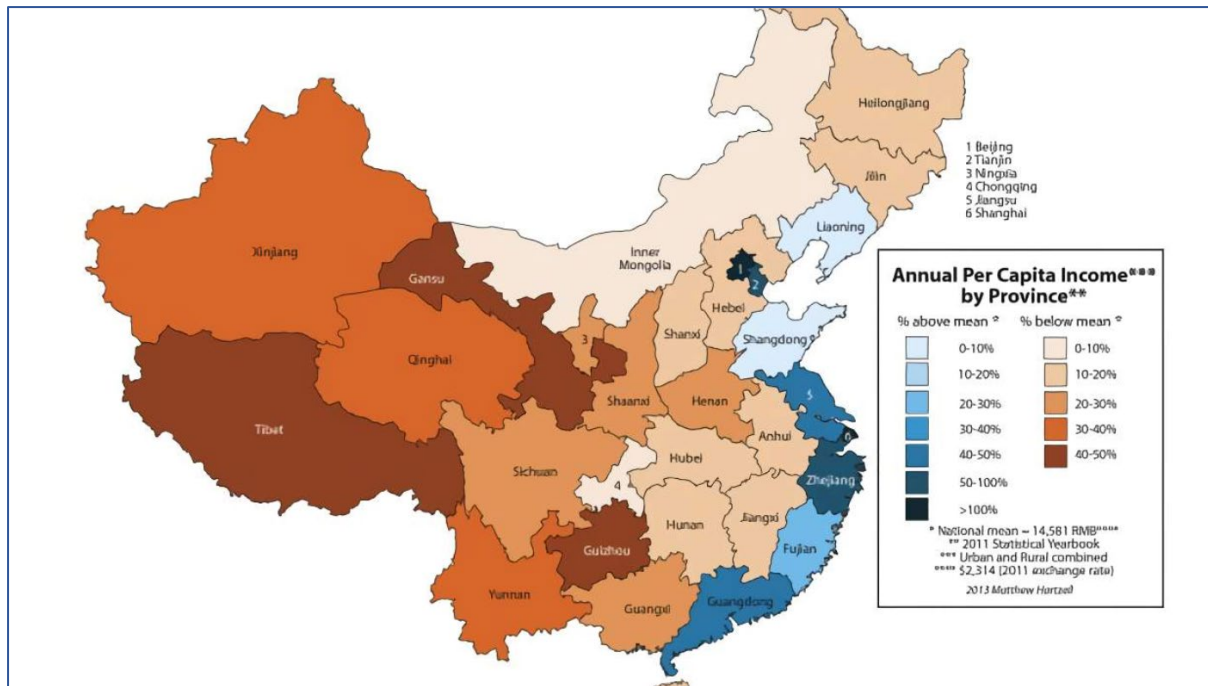 Heilongjiang
1 Beijing
2 Tianjin
3 Ningxia
4 Chongqing
5 Jiangsu
6 Shanghai
Jilin
Liaoning
Xinjiang
Inner
Mongolia
Gansu
1
2
Hebei
Shanxi
Shangdong
3
Qinghai
Shaanxi
Henan
5
Tibet
Anhui
6
Sichuan
Hubei
4
Zhejiang
Hunan
Jiangxi
Fujian
Guizhou
Yunnan
Guangxi
Guangdong
Annual Per Capita Income***
by Province**
% above mean * % below mean *
0-10% 0-10%
10-20% 10-20%
20-30% 20-30%
30-40% 30-40%
40-50% 40-50%
50-100%
>100%
* National mean = 14,581 RMB****
** 2011 Statistical Yearbook
*** Urban and Rural combined
**** $2,314 (2011 exchange rate)
2013 Matthew Hartzell